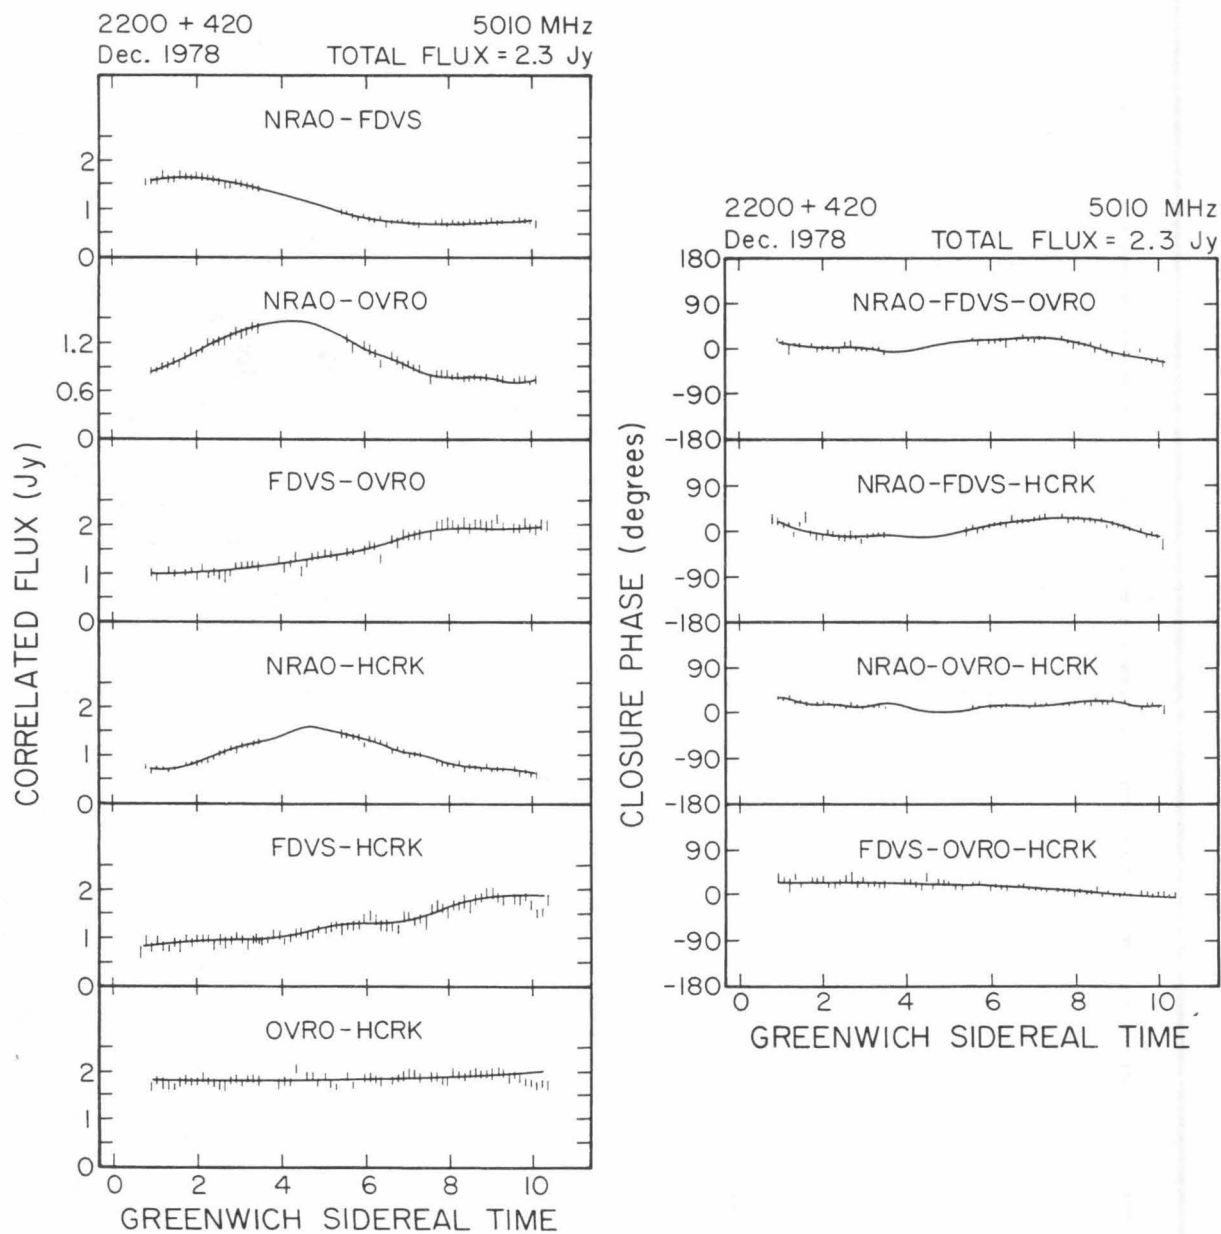 2200 + 420 5010 MHz
Dec. 1978 TOTAL FLUX = 2.3 Jy
NRAO-FDVS
2
1
0
NRAO-OVRO
1.2
0.6
0
FDVS-OVRO
2
1
0
NRAO-HCRK
2
1
0
FDVS-HCRK
2
1
0
OVRO-HCRK
2
1
0
0 2 4 6 8 10
GREENWICH SIDEREAL TIME
CORRELATED FLUX (Jy)
2200 + 420 5010 MHz
Dec. 1978 TOTAL FLUX = 2.3 Jy
180
NRAO-FDVS-OVRO
90
0
-90
-180
NRAO-FDVS-HCRK
90
0
-90
-180
NRAO-OVRO-HCRK
90
0
-90
-180
FDVS-OVRO-HCRK
90
0
-90
-180
0 2 4 6 8 10
GREENWICH SIDEREAL TIME
CLOSURE PHASE (degrees)